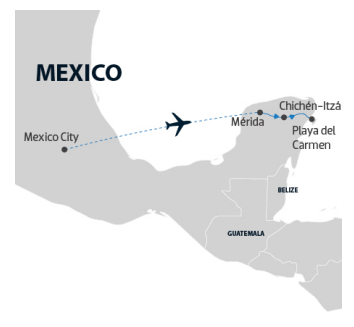 MEXICO
Chichén-Itzá
Mérida
Playa del
Carmen
Mexico City
BELIZE
GUATEMALA